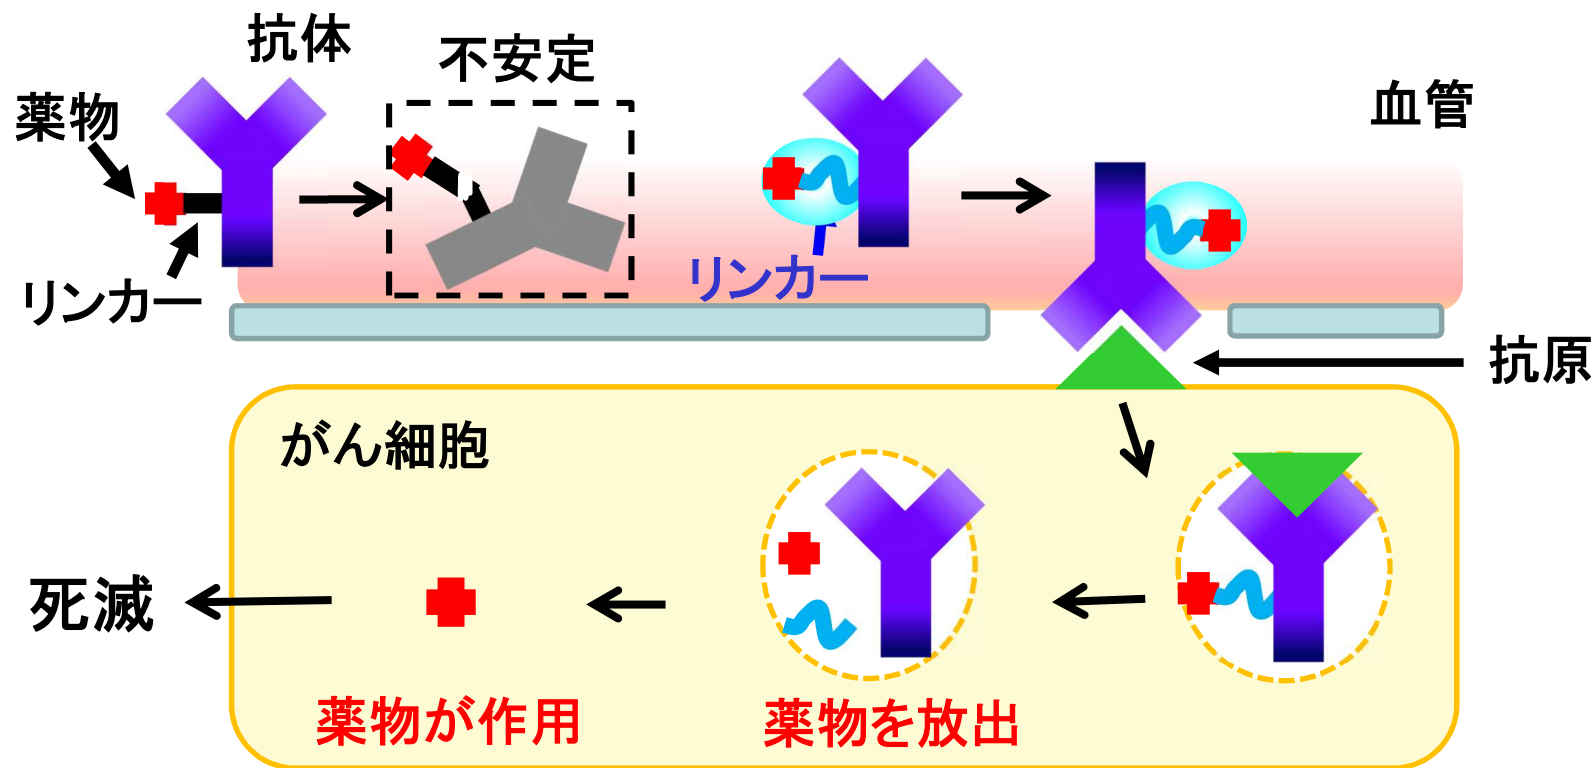 抗体
不安定
薬物
血管
リンカー
リンカー
抗原
がん細胞
死滅
薬物が作用
薬物を放出